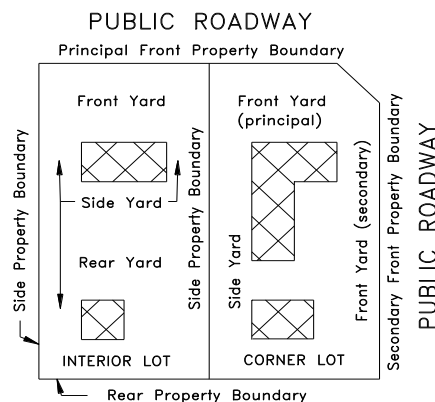 PUBLIC ROADWAY
Principal Front Property Boundary
Front Yard
Front Yard
(principal)
Side Property Boundary
Side Yard
Side Property Boundary
Rear Yard
Side Yard
Front Yard (secondary)
Secondary Front Property Boundary
PUBLIC ROADWAY
INTERIOR LOT
CORNER LOT
Rear Property Boundary